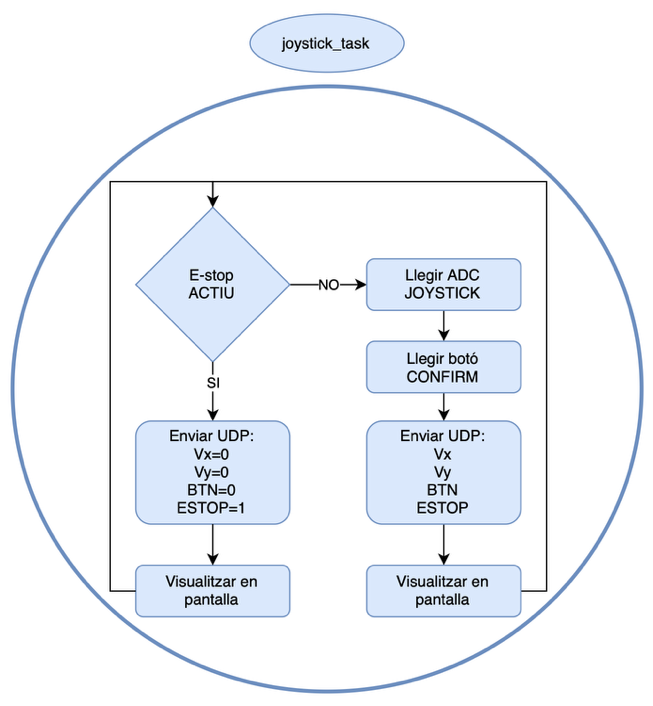 joystick_task
E-stop
ACTIU
NO
Llegir ADC
JOYSTICK
Llegir botó
CONFIRM
SI
Enviar UDP:
Vx=0
Vy=0
BTN=0
ESTOP=1
Enviar UDP:
Vx
Vy
BTN
ESTOP
Visualitzar en
pantalla
Visualitzar en
pantalla